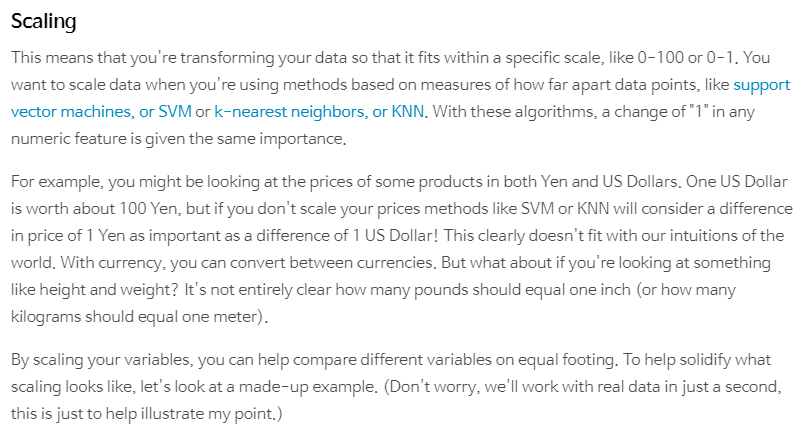 Scaling
This means that you're transforming your data so that it fits within a specific scale, like 0-100 or 0-1. You
want to scale data when you're using methods based on measures of how far apart data points, like support
vector machines, or SVM or k-nearest neighbors, or KNN. With these algorithms, a change of "1" in any
numeric feature is given the same importance.
For example, you might be looking at the prices of some products in both Yen and US Dollars. One US Dollar
is worth about 100 Yen, but if you don't scale your prices methods like SVM or KNN will consider a difference
in price of 1 Yen as important as a difference of 1 US Dollar! This clearly doesn't fit with our intuitions of the
world. With currency, you can convert between currencies. But what about if you're looking at something
like height and weight? It's not entirely clear how many pounds should equal one inch (or how many
kilograms should equal one meter).
By scaling your variables, you can help compare different variables on equal footing. To help solidify what
scaling looks like, let's look at a made-up example. (Don't worry, we'll work with real data in just a second,
this is just to help illustrate my point.)